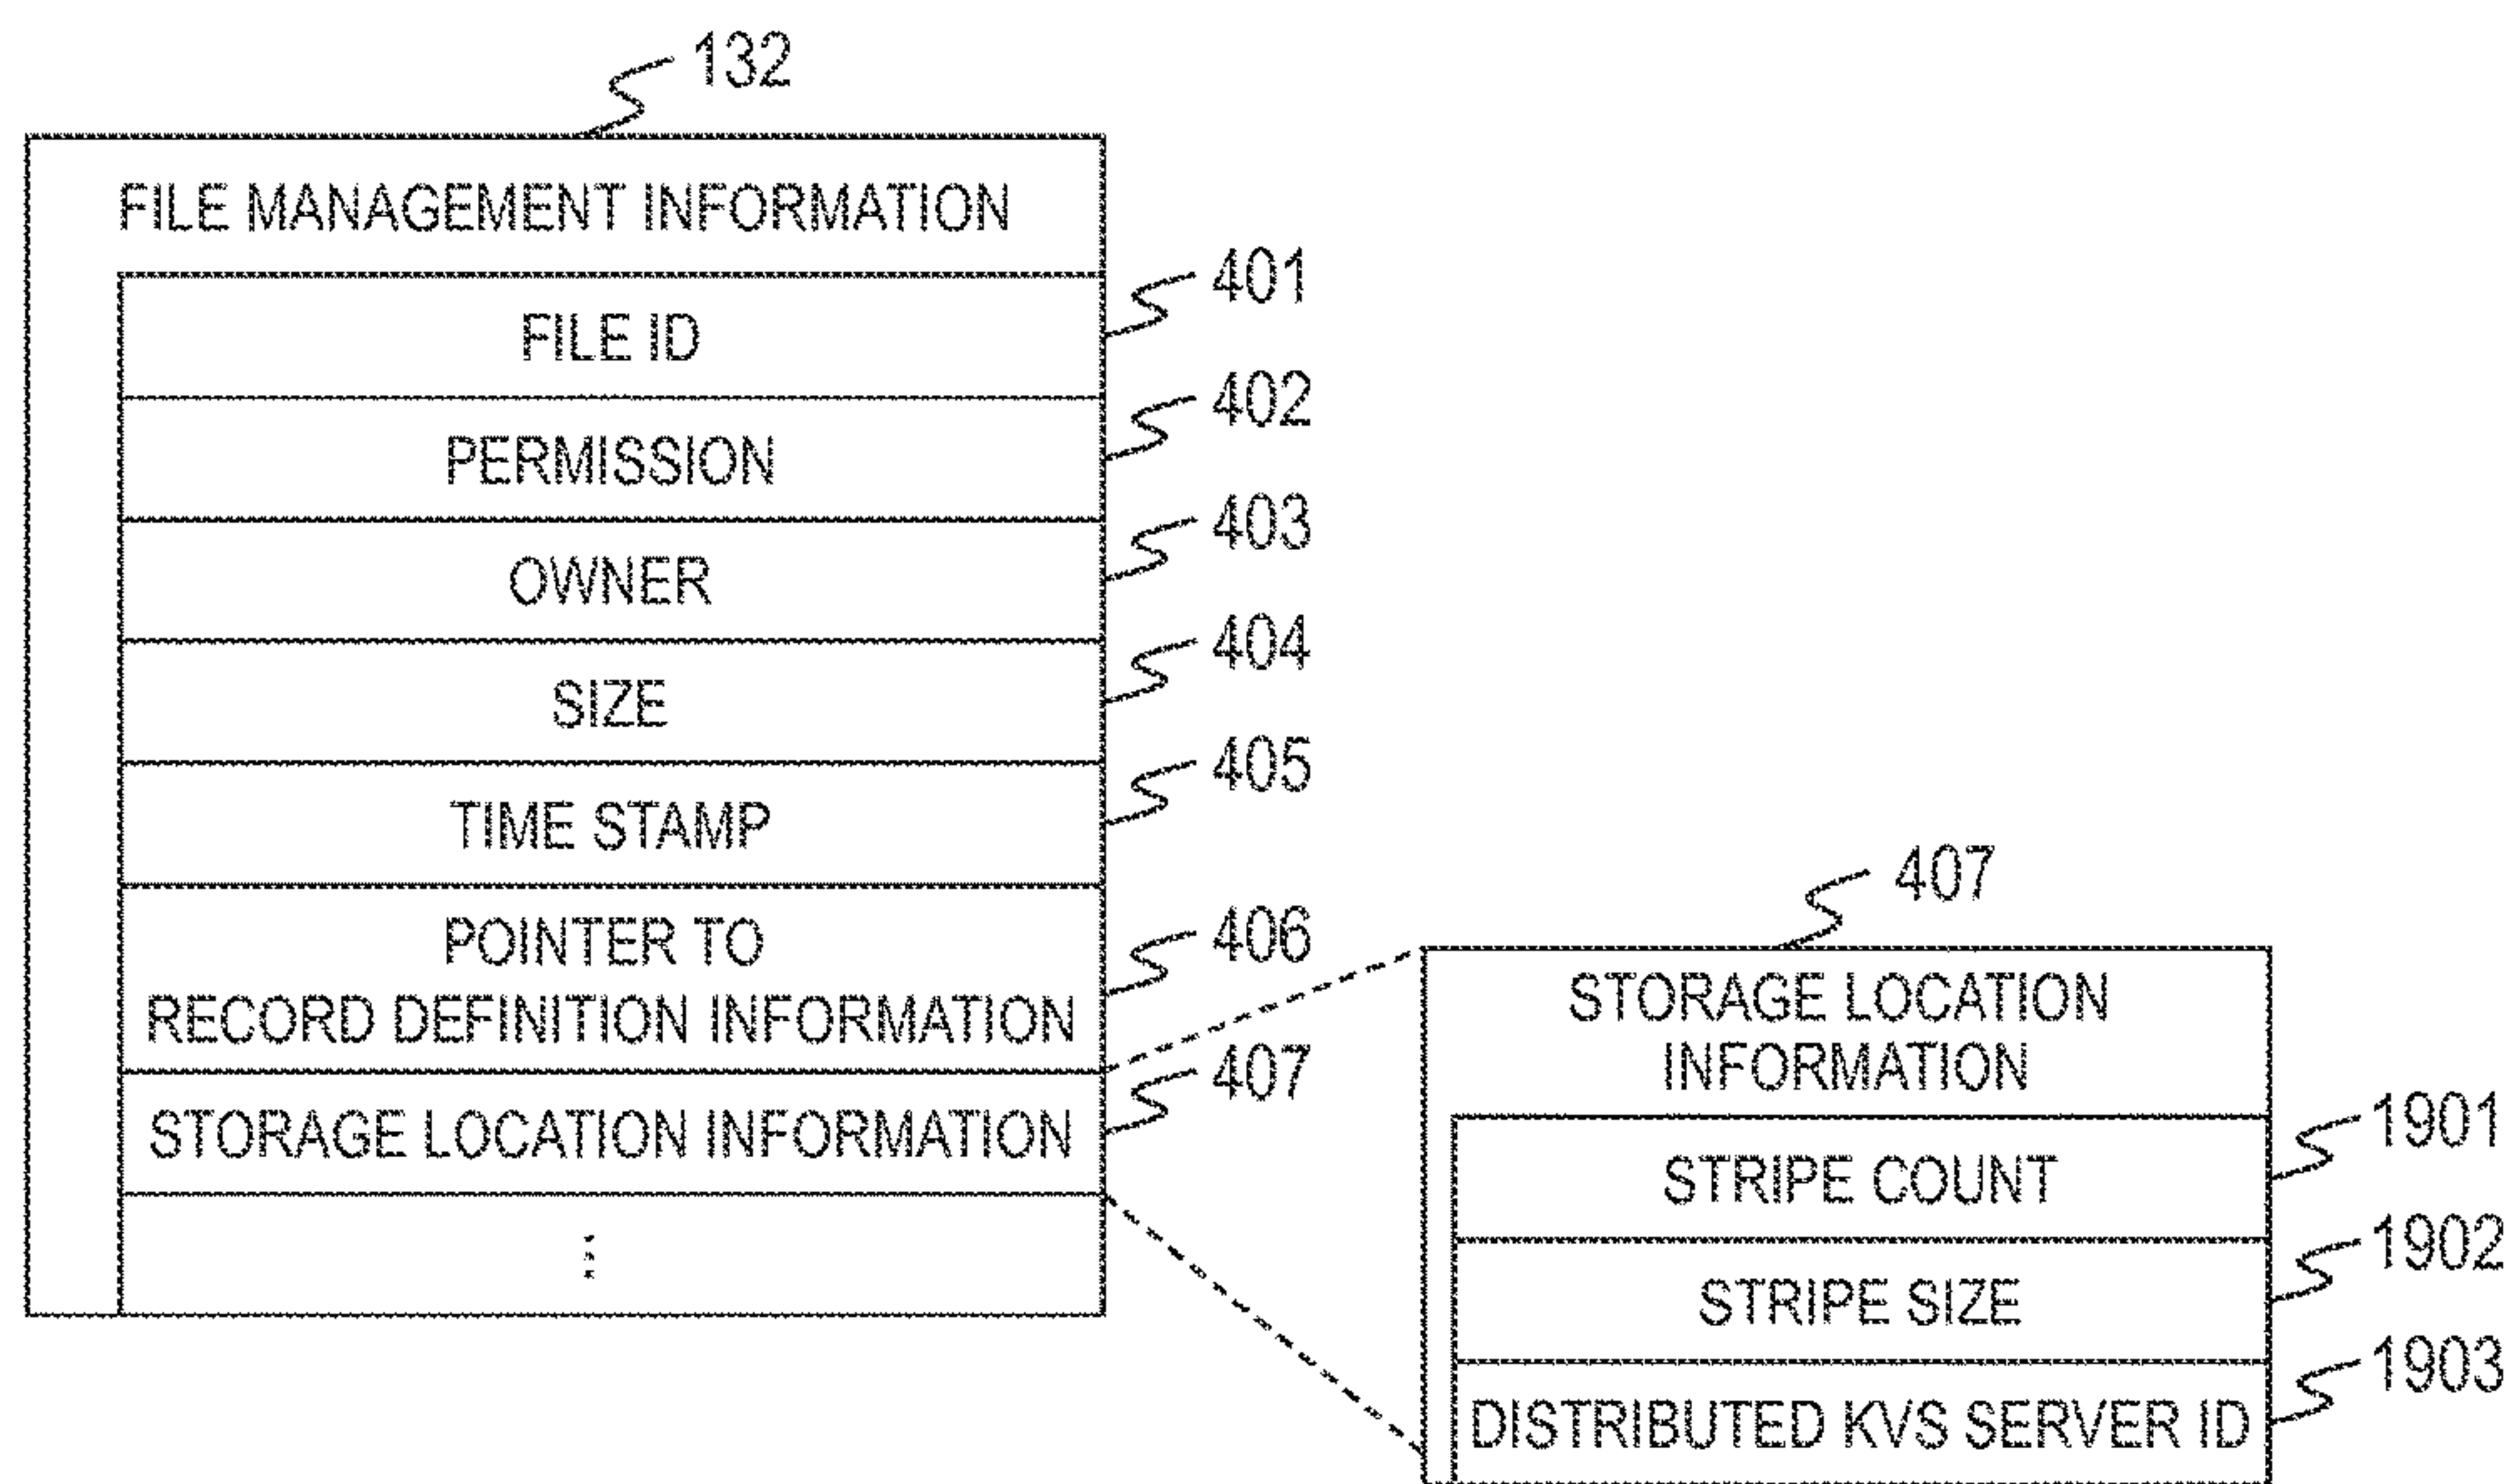 132
FILE MANAGEMENT INFORMATION
401
FILE ID
402
PERMISSION
403
OWNER
404
SIZE
405
TIME STAMP
406
POINTER TO
RECORD DEFINITION INFORMATION
407
STORAGE LOCATION INFORMATION
:
407
STORAGE LOCATION
INFORMATION
1901
STRIPE COUNT
1902
STRIPE SIZE
1903
DISTRIBUTED KVS SERVER ID